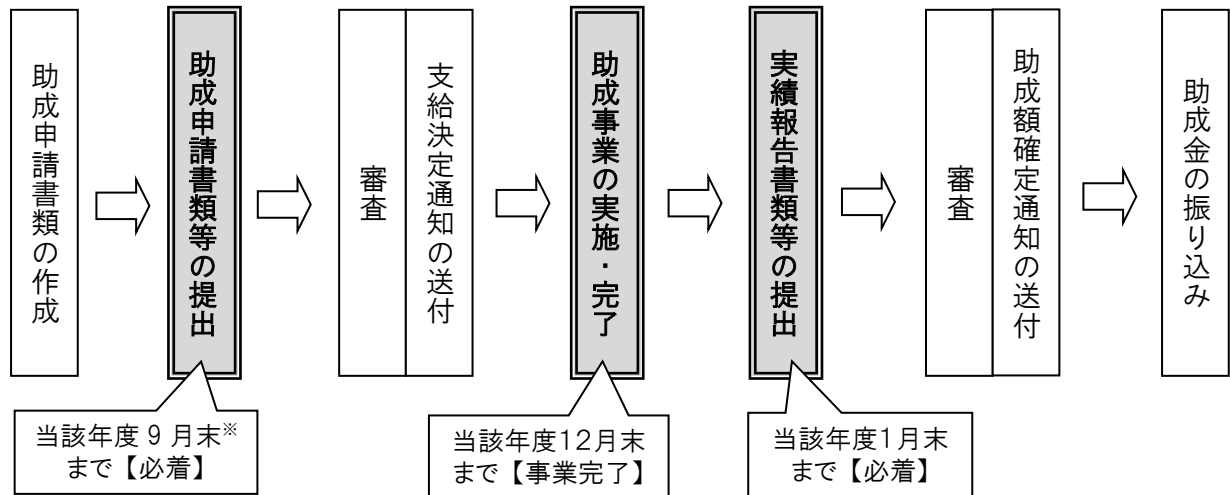 助成申請書類の作成
助成申請書類等の提出
審査
支給決定通知の送付
助成事業の実施・完了
実績報告書類等の提出
審査
助成額確定通知の送付
助成金の振り込み
当該年度9月末※
まで【必着】
当該年度12月末
まで【事業完了】
当該年度1月末
まで【必着】